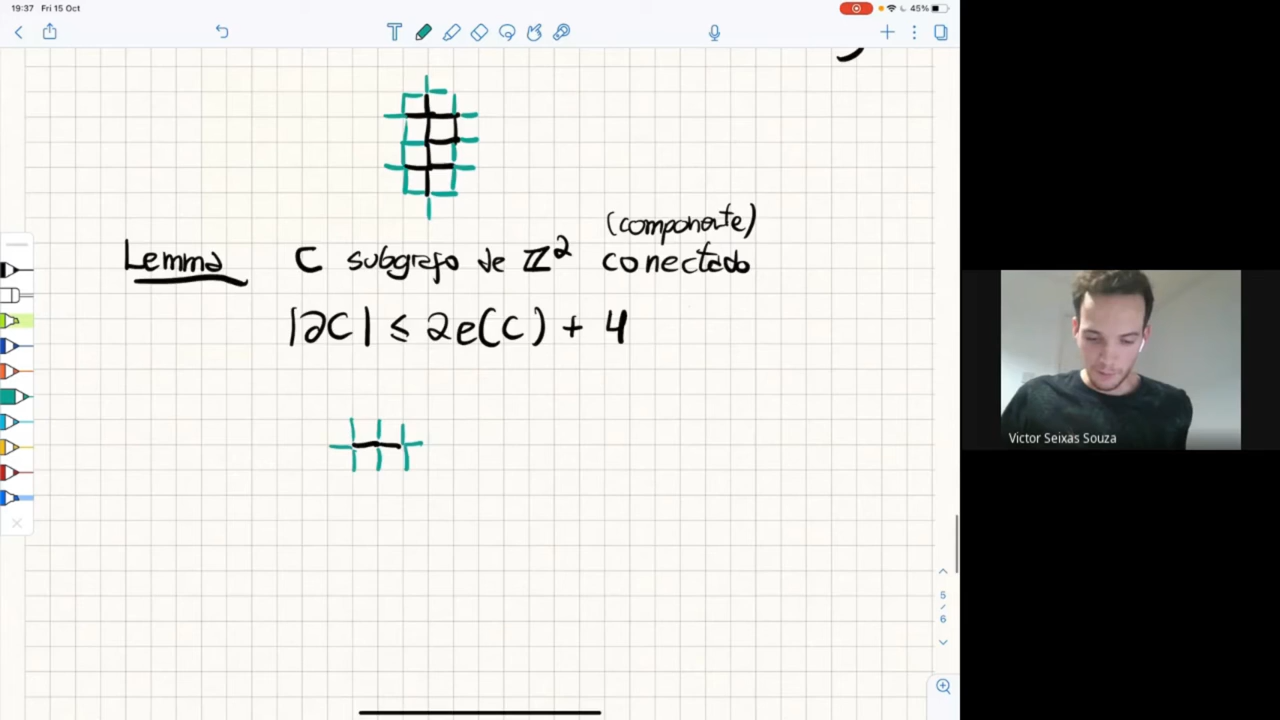 19:37 Fri 15 Oct
45%
T
(componente)
Lemma C subgrafo de ℤ² conectado
|∂C| ≤ 2e(C) + 4
Victor Seixas Souza
5
/
6